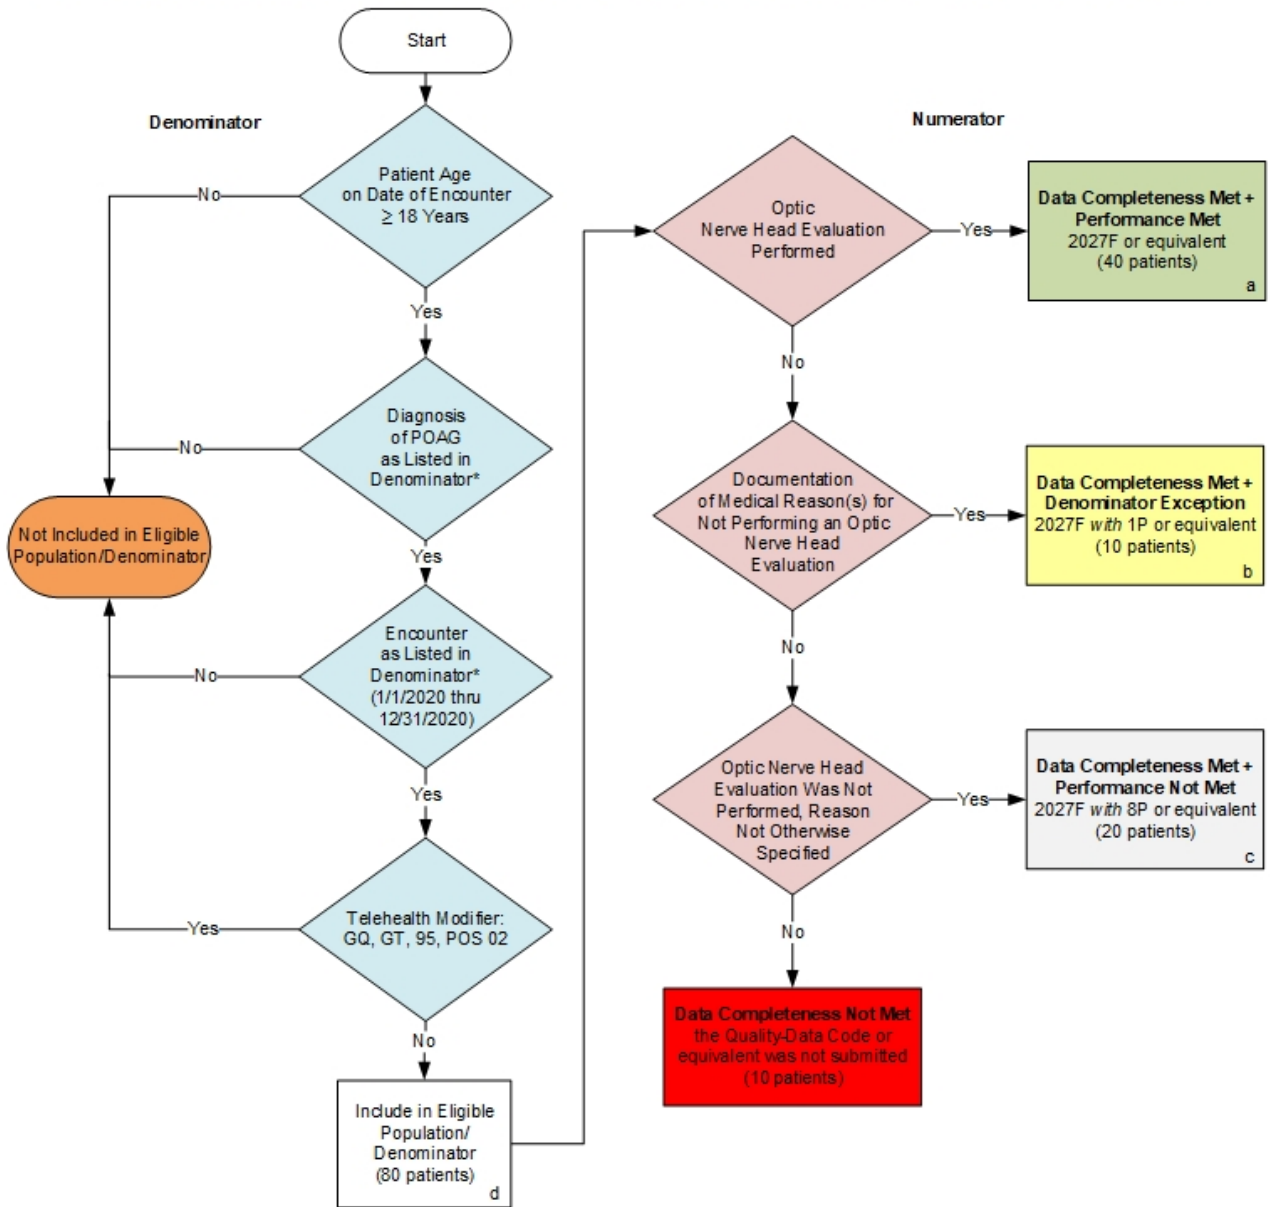 Start
Denominator
Patient Age
on Date of Encounter
≥ 18 Years
No
Yes
Diagnosis
of POAG
as Listed in
Denominator*
No
Yes
Not Included in Eligible
Population/Denominator
Encounter
as Listed in
Denominator*
(1/1/2020 thru
12/31/2020)
No
Yes
Telehealth Modifier:
GQ, GT, 95, POS 02
Yes
No
Include in Eligible
Population/
Denominator
(80 patients)
d
Numerator
Optic
Nerve Head Evaluation
Performed
Yes
Data Completeness Met +
Performance Met
2027F or equivalent
(40 patients)
a
No
Documentation
of Medical Reason(s) for
Not Performing an Optic
Nerve Head
Evaluation
Yes
Data Completeness Met +
Denominator Exception
2027F with 1P or equivalent
(10 patients)
b
No
Optic Nerve Head
Evaluation Was Not
Performed, Reason
Not Otherwise
Specified
Yes
Data Completeness Met +
Performance Not Met
2027F with 8P or equivalent
(20 patients)
c
No
Data Completeness Not Met
the Quality-Data Code or
equivalent was not submitted
(10 patients)